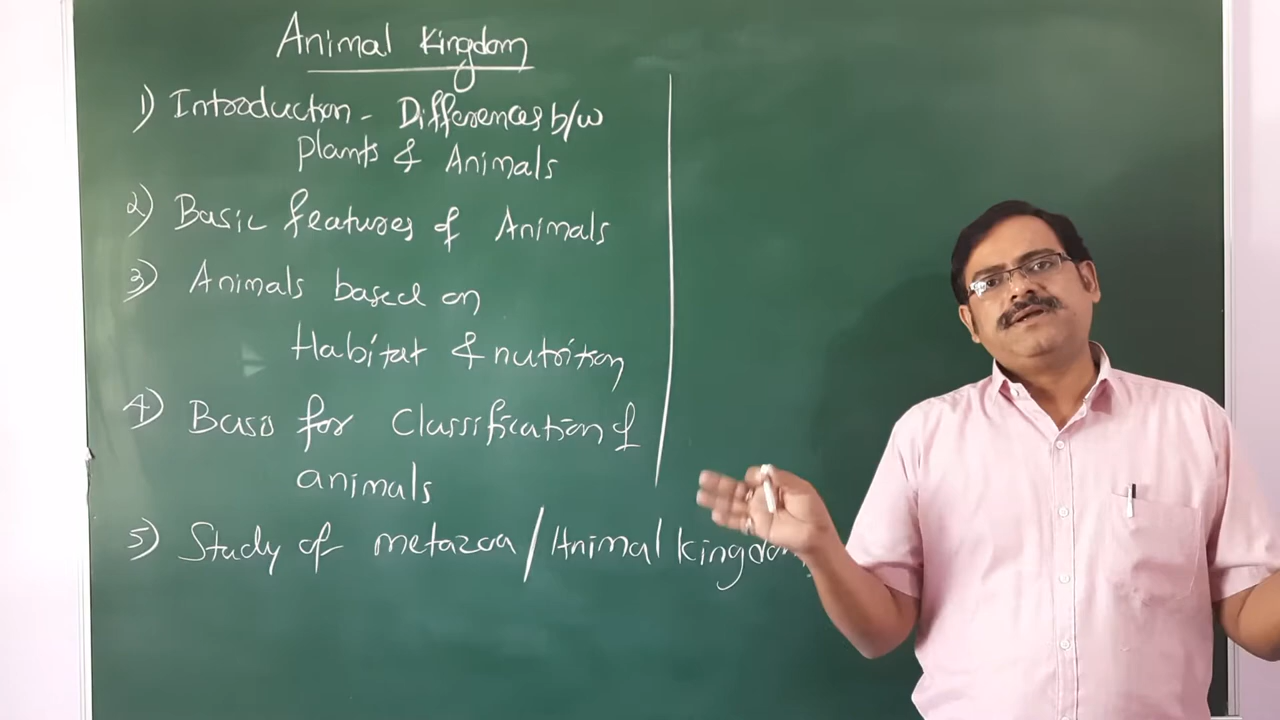 Animal Kingdom
1) Introduction - Differences b/w
Plants & Animals
2) Basic features of Animals
3) Animals based on
Habitat & nutrition
4) Basis for Classification of
animals
5) Study of metazoa / Animal Kingdom